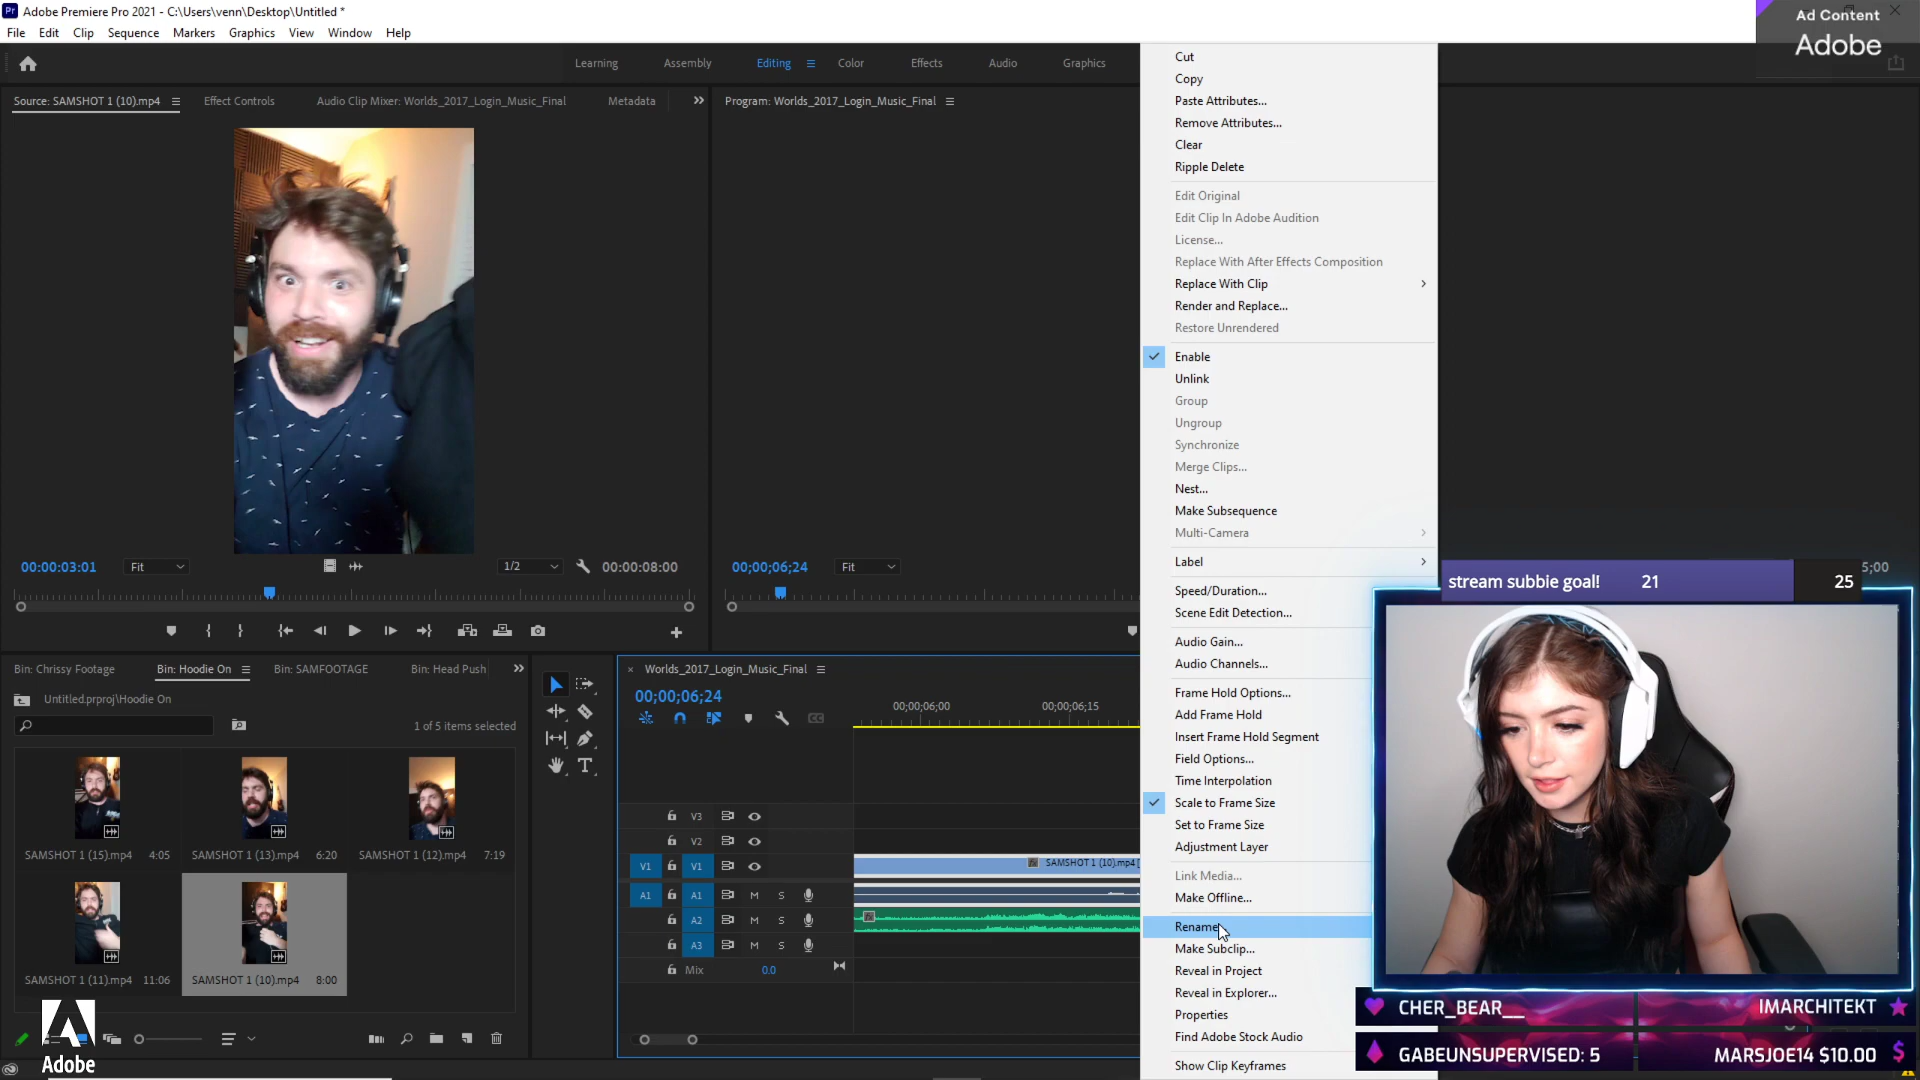 Adobe Premiere Pro 2021 - C:\Users\venn\Desktop\Untitled *
File Edit Clip Sequence Markers Graphics View Window Help
Ad Content
Adobe
Learning Assembly Editing Color Effects Audio Graphics
Source: SAMSHOT 1 (10).mp4 Effect Controls Audio Clip Mixer: Worlds_2017_Login_Music_Final Metadata
Program: Worlds_2017_Login_Music_Final
Cut
Copy
Paste Attributes...
Remove Attributes...
Clear
Ripple Delete
Edit Original
Edit Clip In Adobe Audition
License...
Replace With After Effects Composition
Replace With Clip
Render and Replace...
Restore Unrendered
Enable
Unlink
Group
Ungroup
Synchronize
Merge Clips...
Nest...
Make Subsequence
Multi-Camera
Label
Speed/Duration...
Scene Edit Detection...
Audio Gain...
Audio Channels...
Frame Hold Options...
Add Frame Hold
Insert Frame Hold Segment
Field Options...
Time Interpolation
Scale to Frame Size
Set to Frame Size
Adjustment Layer
Link Media...
Make Offline...
Rename
Make Subclip...
Reveal in Project
Reveal in Explorer...
Properties
Find Adobe Stock Audio
Show Clip Keyframes
00:00:03:01 Fit 1/2 00:00:08:00
00;00;06;24 Fit
5;00
stream subbie goal! 21 25
Bin: Chrissy Footage Bin: Hoodie On Bin: SAMFOOTAGE Bin: Head Push
Untitled.prproj\Hoodie On
1 of 5 items selected
SAMSHOT 1 (15).mp4 4:05
SAMSHOT 1 (13).mp4 6:20
SAMSHOT 1 (12).mp4 7:19
SAMSHOT 1 (11).mp4 11:06
SAMSHOT 1 (10).mp4 8:00
Adobe
× Worlds_2017_Login_Music_Final
00;00;06;24
00;00;06;00 00;00;06;15
V3
V2
V1 V1 SAMSHOT 1 (10).mp4 [
A1 A1 M S
A2 M S
A3 M S
Mix 0.0
CHER_BEAR__ IMARCHITEKT
GABEUNSUPERVISED: 5 MARSJOE14 $10.00 $